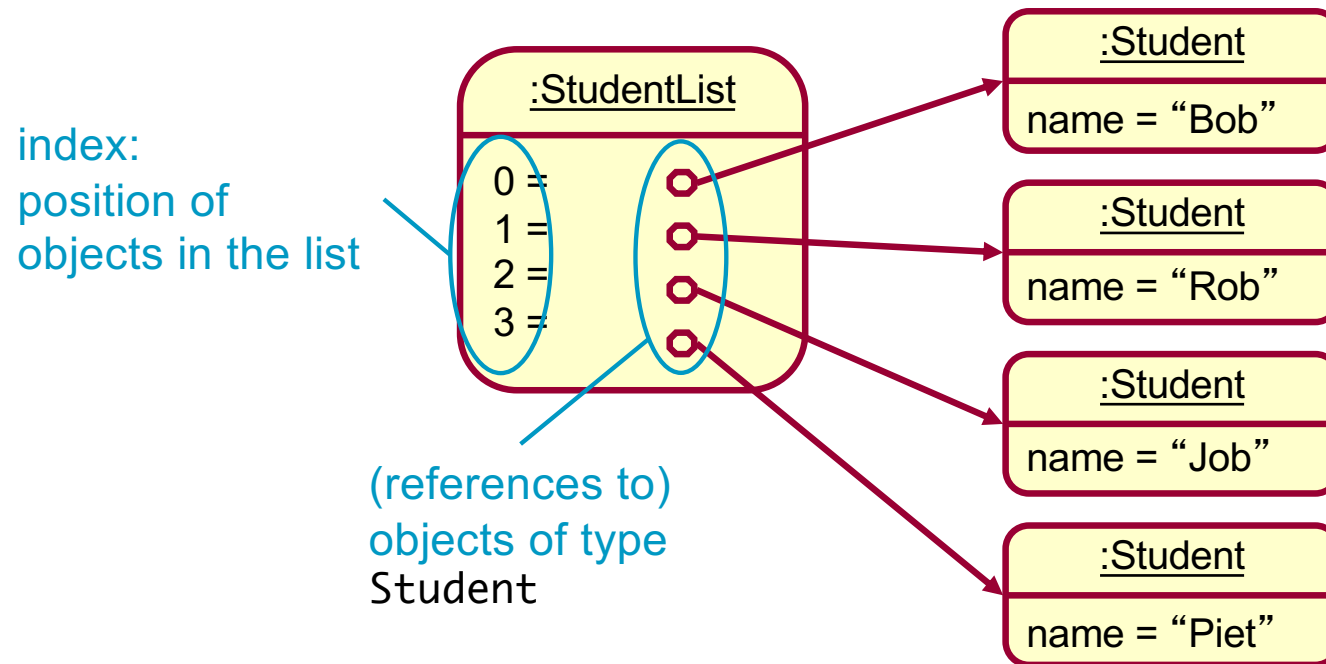 index:
position of
objects in the list
:StudentList
0 =
1 =
2 =
3 =
(references to)
objects of type
Student
:Student
name = “Bob”
:Student
name = “Rob”
:Student
name = “Job”
:Student
name = “Piet”